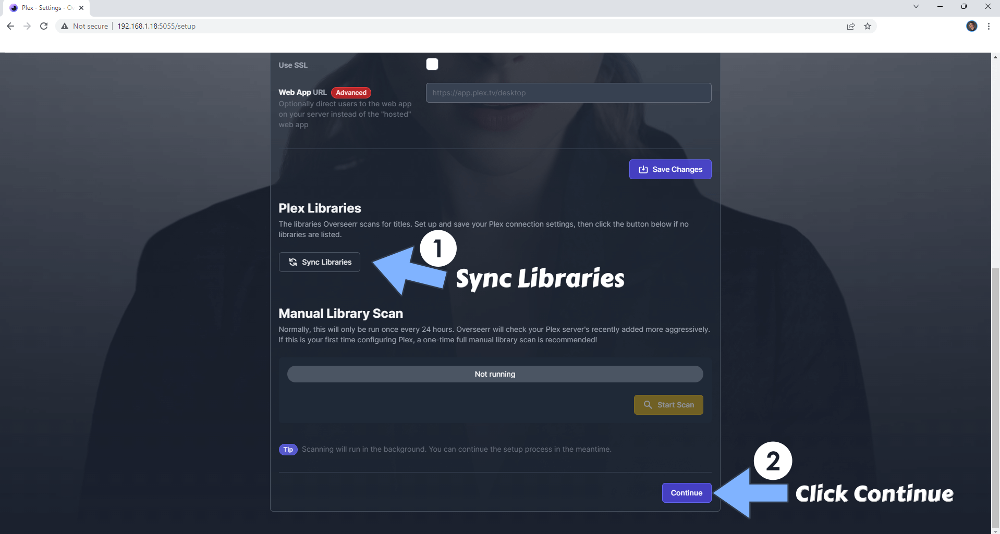 Plex - Settings - Ov
Not secure
192.168.1.18:5055/setup
Use SSL
Web App URL Advanced
https://app.plex.tv/desktop
Optionally direct users to the web app
on your server instead of the "hosted"
web app
Save Changes
Plex Libraries
The libraries Overseerr scans for titles. Set up and save your Plex connection settings, then click the button below if no
libraries are listed.
1
Sync Libraries
Sync Libraries
Manual Library Scan
Normally, this will only be run once every 24 hours. Overseerr will check your Plex server's recently added more aggressively.
If this is your first time configuring Plex, a one-time full manual library scan is recommended!
Not running
Start Scan
Tip Scanning will run in the background. You can continue the setup process in the meantime.
2
Continue
Click Continue